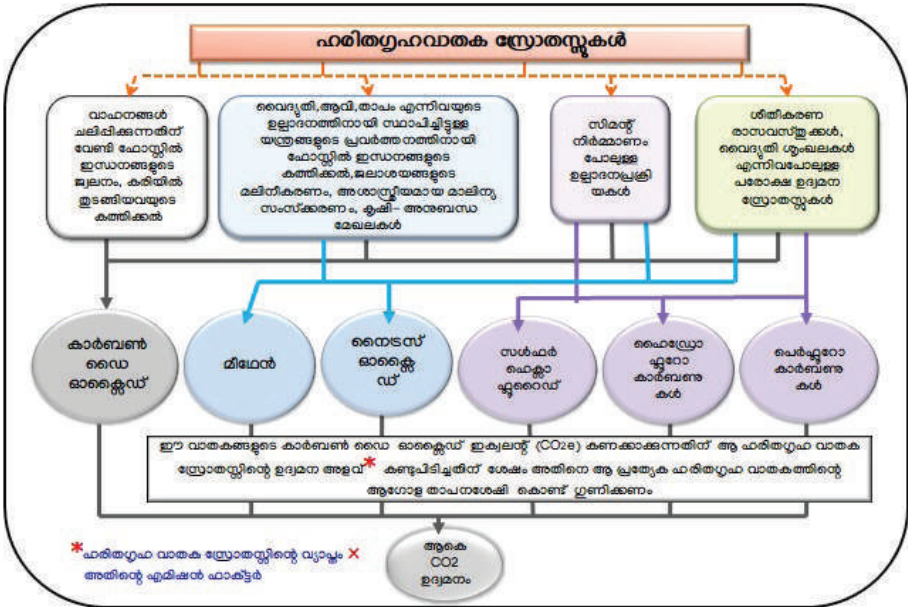 ഹരിതഗൃഹവാതക സ്രോതസ്സുകൾ
വാഹനങ്ങൾ
ചലിപ്പിക്കുന്നതിന്
വേണ്ടി ഫോസ്സിൽ
ഇന്ധനങ്ങളുടെ
ജ്വലനം, കരിയില്‍
തുടങ്ങിയവയുടെ
കത്തിക്കൽ
വൈദ്യുതി,ആവി,താപം എന്നിവയുടെ
ഉല്പാദനത്തിനായി സ്ഥാപിച്ചിട്ടുള്ള
യന്ത്രങ്ങളുടെ പ്രവർത്തനത്തിനായി
ഫോസ്സിൽ ഇന്ധനങ്ങളുടെ
കത്തിക്കൽ,ജലാശയങ്ങളുടെ
മലിനീകരണം, അശാസ്ത്രീയമായ മാലിന്യ
സംസ്ക്കരണം, കൃഷി– അനുബന്ധ
മേഖലകൾ
സിമന്റ്
നിർമ്മാണം
പോലുള്ള
ഉല്പാദനപ്രക്രി
യകൾ
ശീതീകരണ
രാസവസ്തുക്കൾ,
വൈദ്യുതി ശൃംഖലകൾ
എന്നിവപോലുള്ള
പരോക്ഷ ഉദ്വമന
സ്രോതസ്സുകൾ
കാർബൺ
ഡൈ
ഓക്സൈഡ്
മീഥേൻ
നൈട്രസ്
ഓക്സൈ
ഡ്
സൾഫർ
ഹെക്സാ
ഫ്ലൂറൈഡ്
ഹൈഡ്രോ
ഫ്ലൂറോ
കാർബണു
കൾ
പെർഫ്ലൂറോ
കാർബണു
കൾ
ഈ വാതകങ്ങളുടെ കാർബൺ ഡൈ ഓക്സൈഡ് ഇക്വലന്റ് (CO2e) കണക്കാക്കുന്നതിന് ആ ഹരിതഗൃഹ വാതക
സ്രോതസ്സിന്റെ ഉദ്വമന അളവ്* കണ്ടുപിടിച്ചതിന് ശേഷം അതിനെ ആ പ്രത്യേക ഹരിതഗൃഹ വാതകത്തിന്റെ
ആഗോള താപനശേഷി കൊണ്ട് ഗുണിക്കണം
*ഹരിതഗൃഹ വാതക സ്രോതസ്സിന്റെ വ്യാപ്തം ×
അതിന്റെ എമിഷൻ ഫാക്ട്ടർ
ആകെ
CO2
ഉദ്വമനം